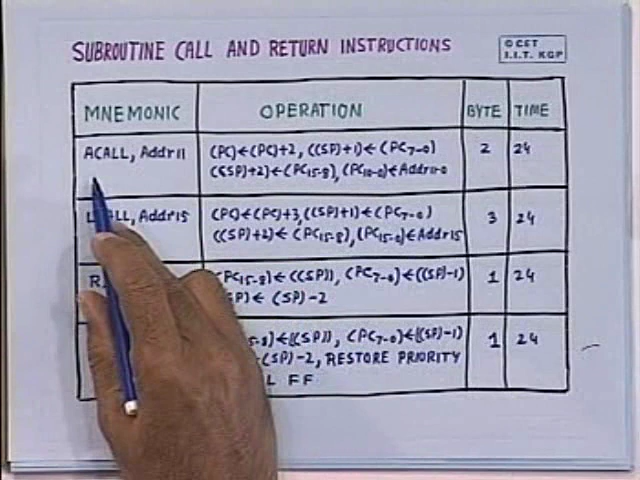 SUBROUTINE CALL AND RETURN INSTRUCTIONS
© CET
I.I.T. KGP
MNEMONIC OPERATION BYTE TIME
ACALL, Addr11 (PC)←(PC)+2, ((SP)+1)←(PC7-0) 2 24
((SP)+2)←(PC15-8), (PC10-0)←Addr11-0
LCALL, Addr15 (PC)←(PC)+3, ((SP)+1)←(PC7-0) 3 24
((SP)+2)←(PC15-8), (PC15-0)←Addr15
R (PC15-8)←((SP)), (PC7-0)←((SP)-1) 1 24
SP)←(SP)-2
5-8)←((SP)), (PC7-0)←((SP)-1) 1 24
(SP)-2, RESTORE PRIORITY
L FF